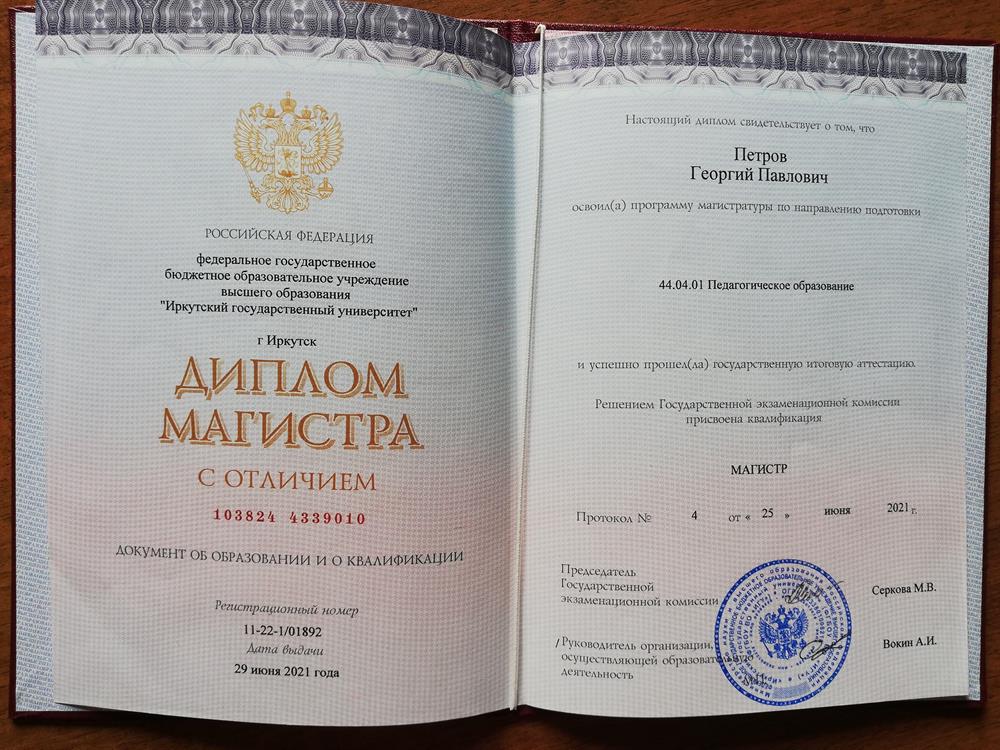 РОССИЙСКАЯ ФЕДЕРАЦИЯ
федеральное государственное
бюджетное образовательное учреждение
высшего образования
"Иркутский государственный университет"
г Иркутск
ДИПЛОМ
МАГИСТРА
С ОТЛИЧИЕМ
103824 4339010
ДОКУМЕНТ ОБ ОБРАЗОВАНИИ И О КВАЛИФИКАЦИИ
Регистрационный номер
11-22-1/01892
Дата выдачи
29 июня 2021 года
Настоящий диплом свидетельствует о том, что
Петров
Георгий Павлович
освоил(а) программу магистратуры по направлению подготовки
44.04.01 Педагогическое образование
и успешно прошел(ла) государственную итоговую аттестацию.
Решением Государственной экзаменационной комиссии
присвоена квалификация
МАГИСТР
Протокол № 4 от « 25 » июня 2021 г.
Председатель
Государственной
экзаменационной комиссии
Серкова М.В.
/Руководитель организации,
осуществляющей образовательную
деятельность
Вокин А.И.